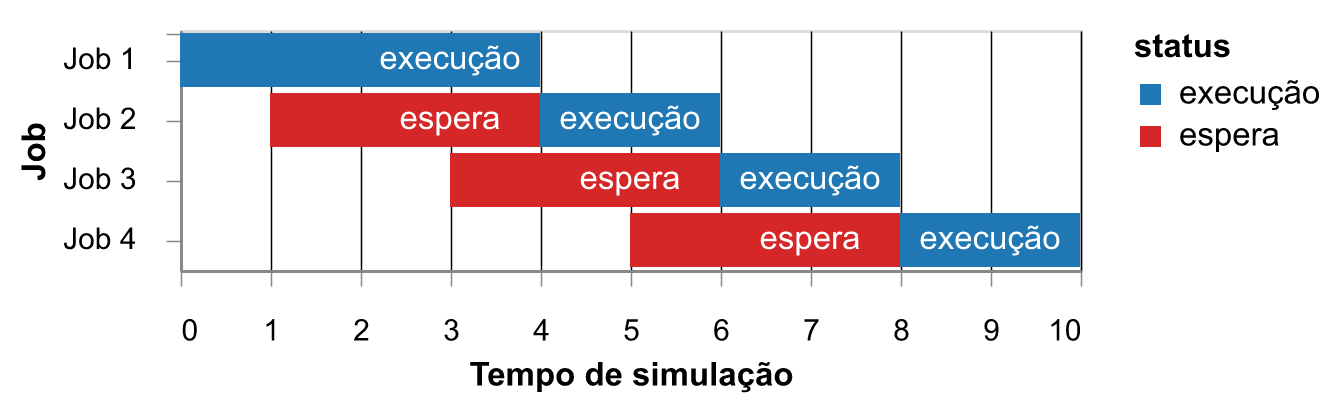 Job
Job 1
Job 2
Job 3
Job 4
execução
espera execução
espera execução
espera execução
0 1 2 3 4 5 6 7 8 9 10
Tempo de simulação
status
execução
espera